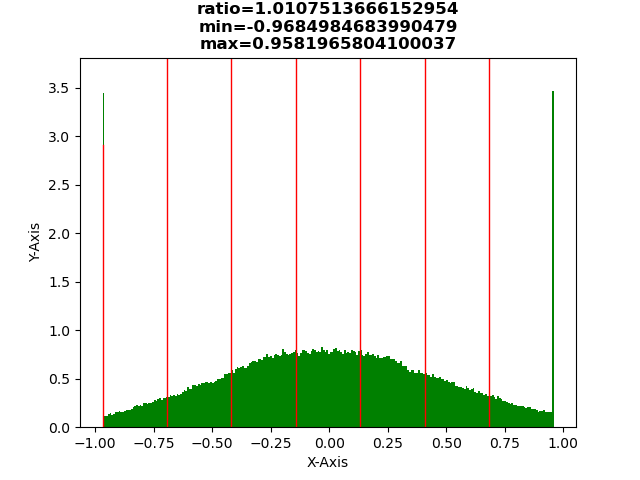 ratio=1.0107513666152954
min=-0.9684984683990479
max=0.9581965804100037
3.5
3.0
2.5
2.0
1.5
1.0
0.5
0.0
Y-Axis
−1.00 −0.75 −0.50 −0.25 0.00 0.25 0.50 0.75 1.00
X-Axis